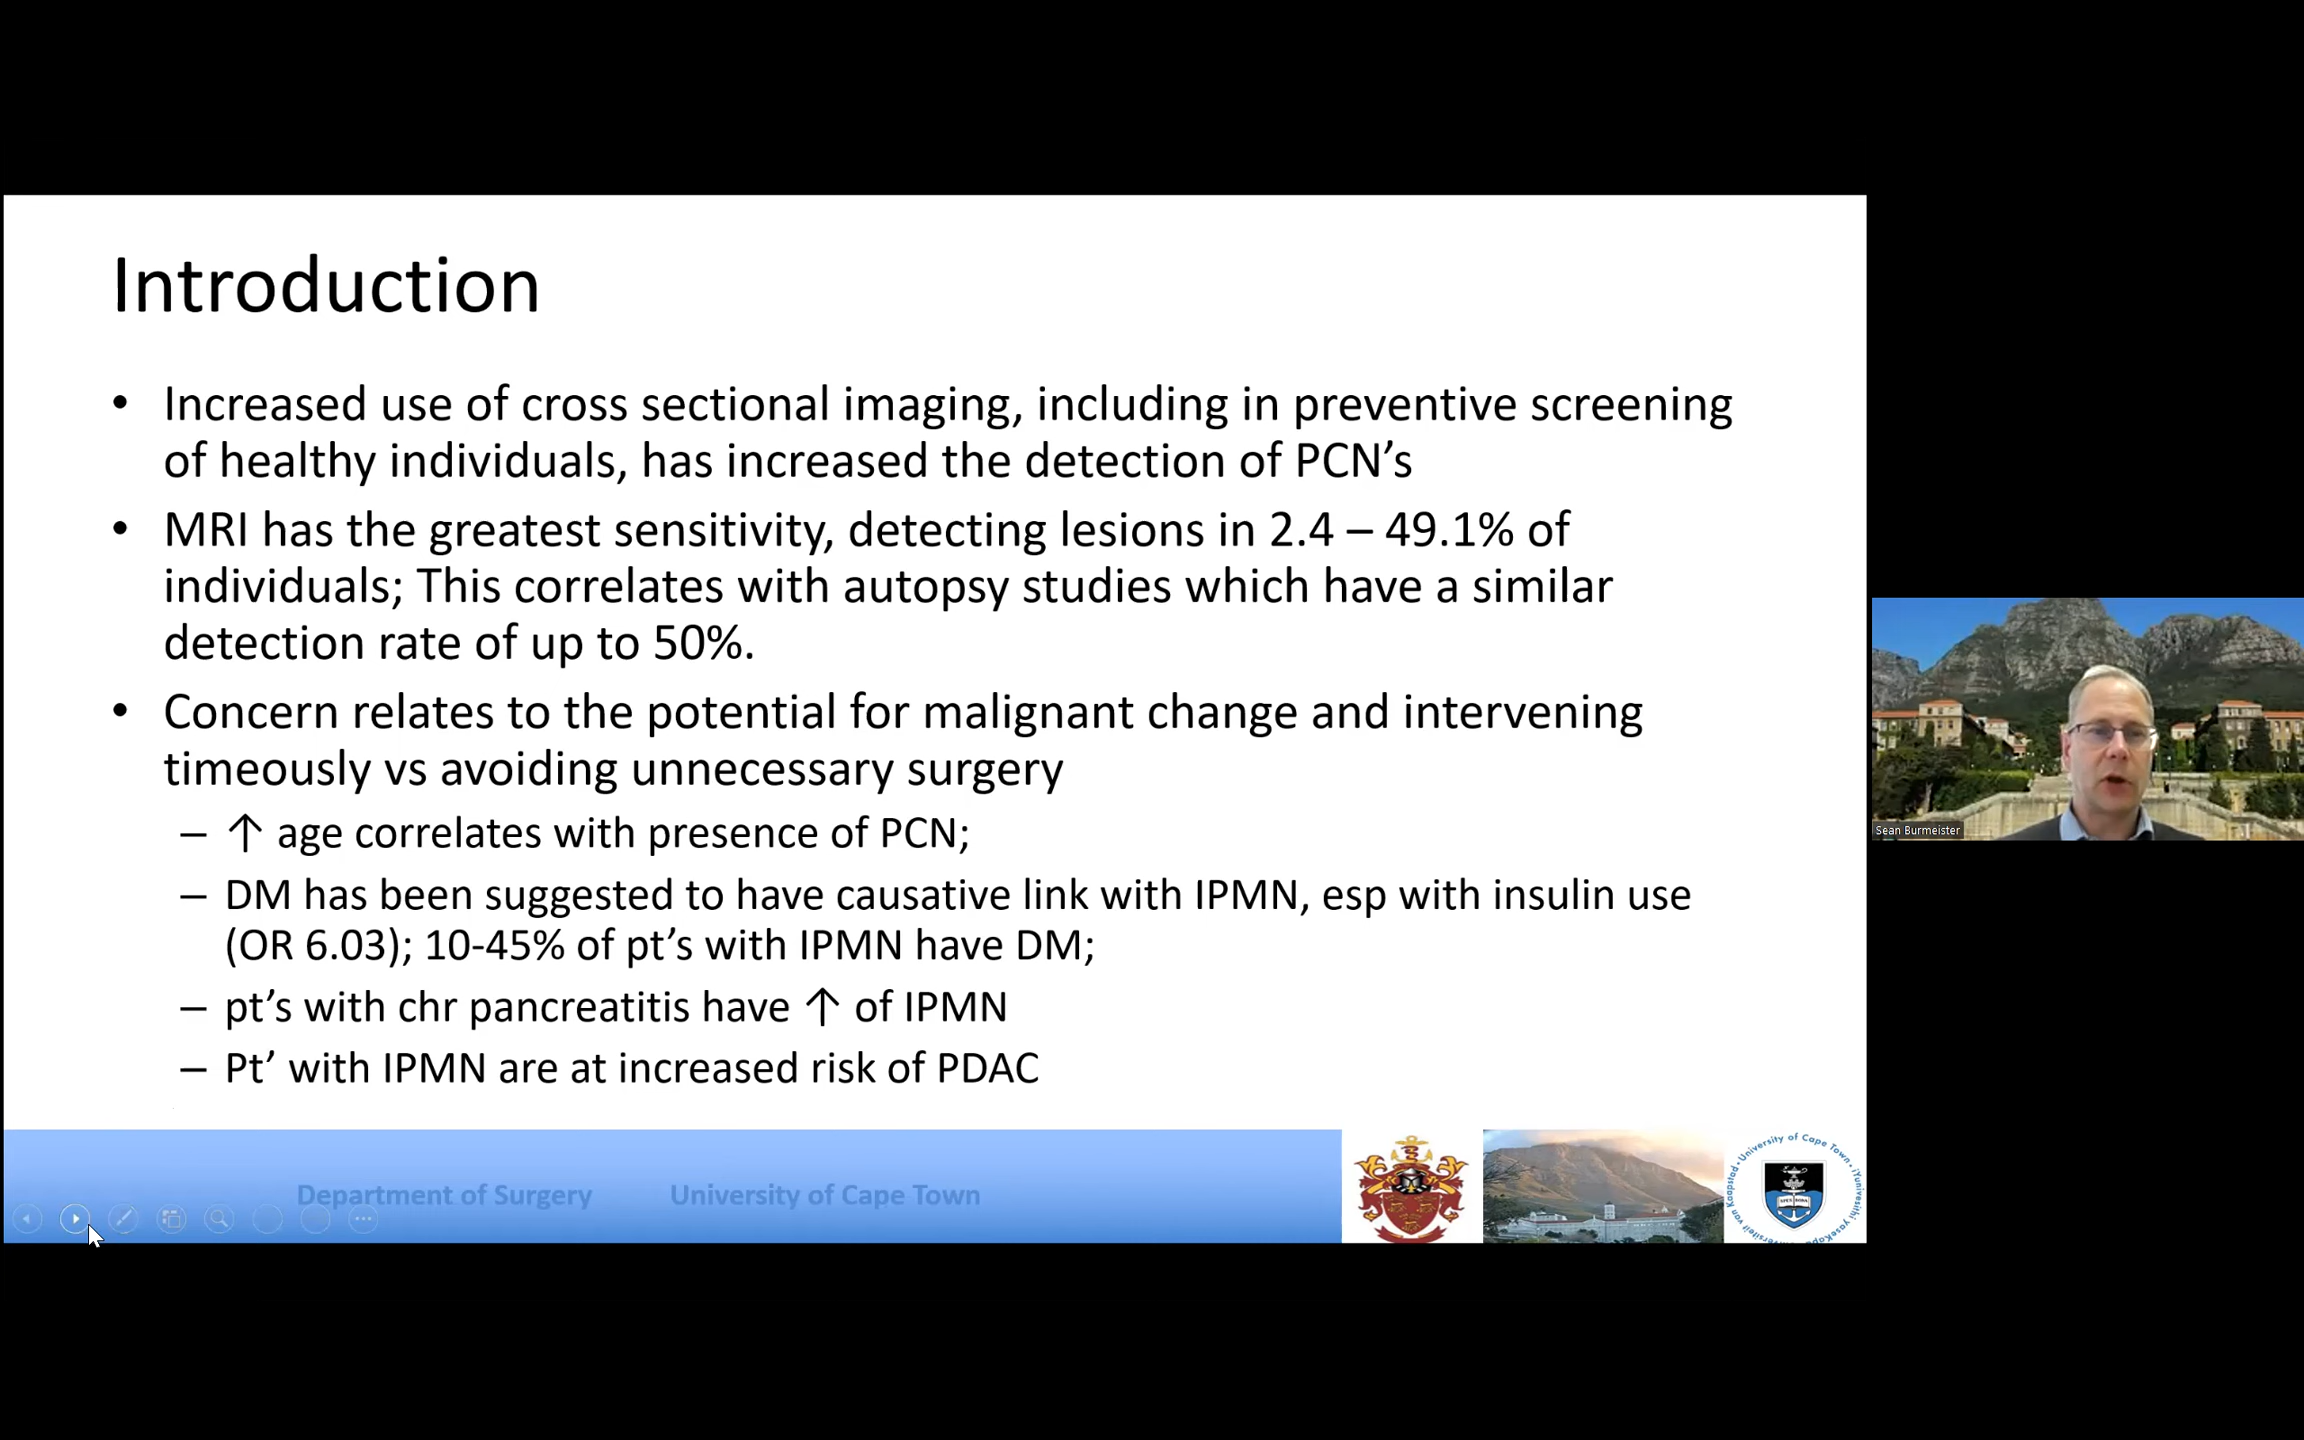 Introduction
• Increased use of cross sectional imaging, including in preventive screening
of healthy individuals, has increased the detection of PCN’s
• MRI has the greatest sensitivity, detecting lesions in 2.4 – 49.1% of
individuals; This correlates with autopsy studies which have a similar
detection rate of up to 50%.
• Concern relates to the potential for malignant change and intervening
timeously vs avoiding unnecessary surgery
– ↑ age correlates with presence of PCN;
– DM has been suggested to have causative link with IPMN, esp with insulin use
(OR 6.03); 10-45% of pt’s with IPMN have DM;
– pt’s with chr pancreatitis have ↑ of IPMN
– Pt’ with IPMN are at increased risk of PDAC
Sean Burmeister
Department of Surgery University of Cape Town
University of Cape Town